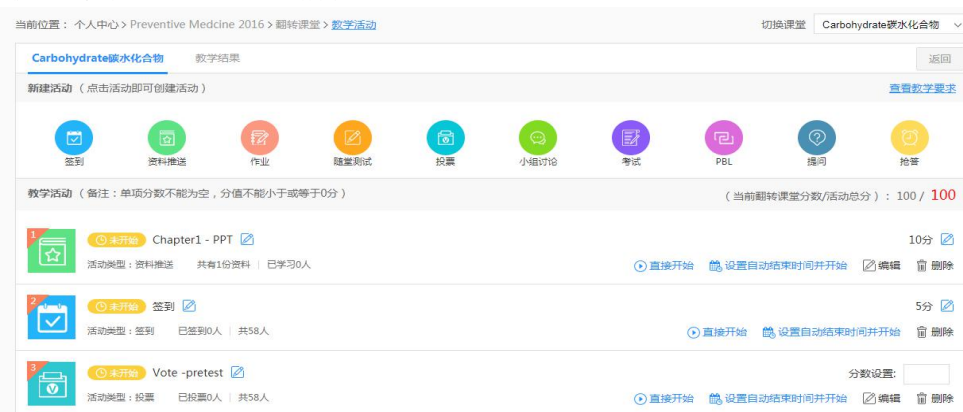 当前位置： 个人中心 > Preventive Medcine 2016 > 翻转课堂 > 教学活动 切换课堂 Carbohydrate碳水化合物
Carbohydrate碳水化合物 教学结果 返回
新建活动（点击活动即可创建活动） 查看教学要求
签到 资料推送 作业 随堂测试 投票 小组讨论 考试 PBL 提问 抢答
教学活动（备注：单项分数不能为空，分值不能小于或等于0分） （当前翻转课堂分数/活动总分）：100 / 100
1 未开始 Chapter1 - PPT 10分
活动类型：资料推送 共有1份资料 | 已学习0人 直接开始 设置自动结束时间并开始 编辑 删除
2 未开始 签到 5分
活动类型：签到 已签到0人 | 共58人 直接开始 设置自动结束时间并开始 删除
3 未开始 Vote -pretest 分数设置:
活动类型：投票 已投票0人 | 共58人 直接开始 设置自动结束时间并开始 编辑 删除